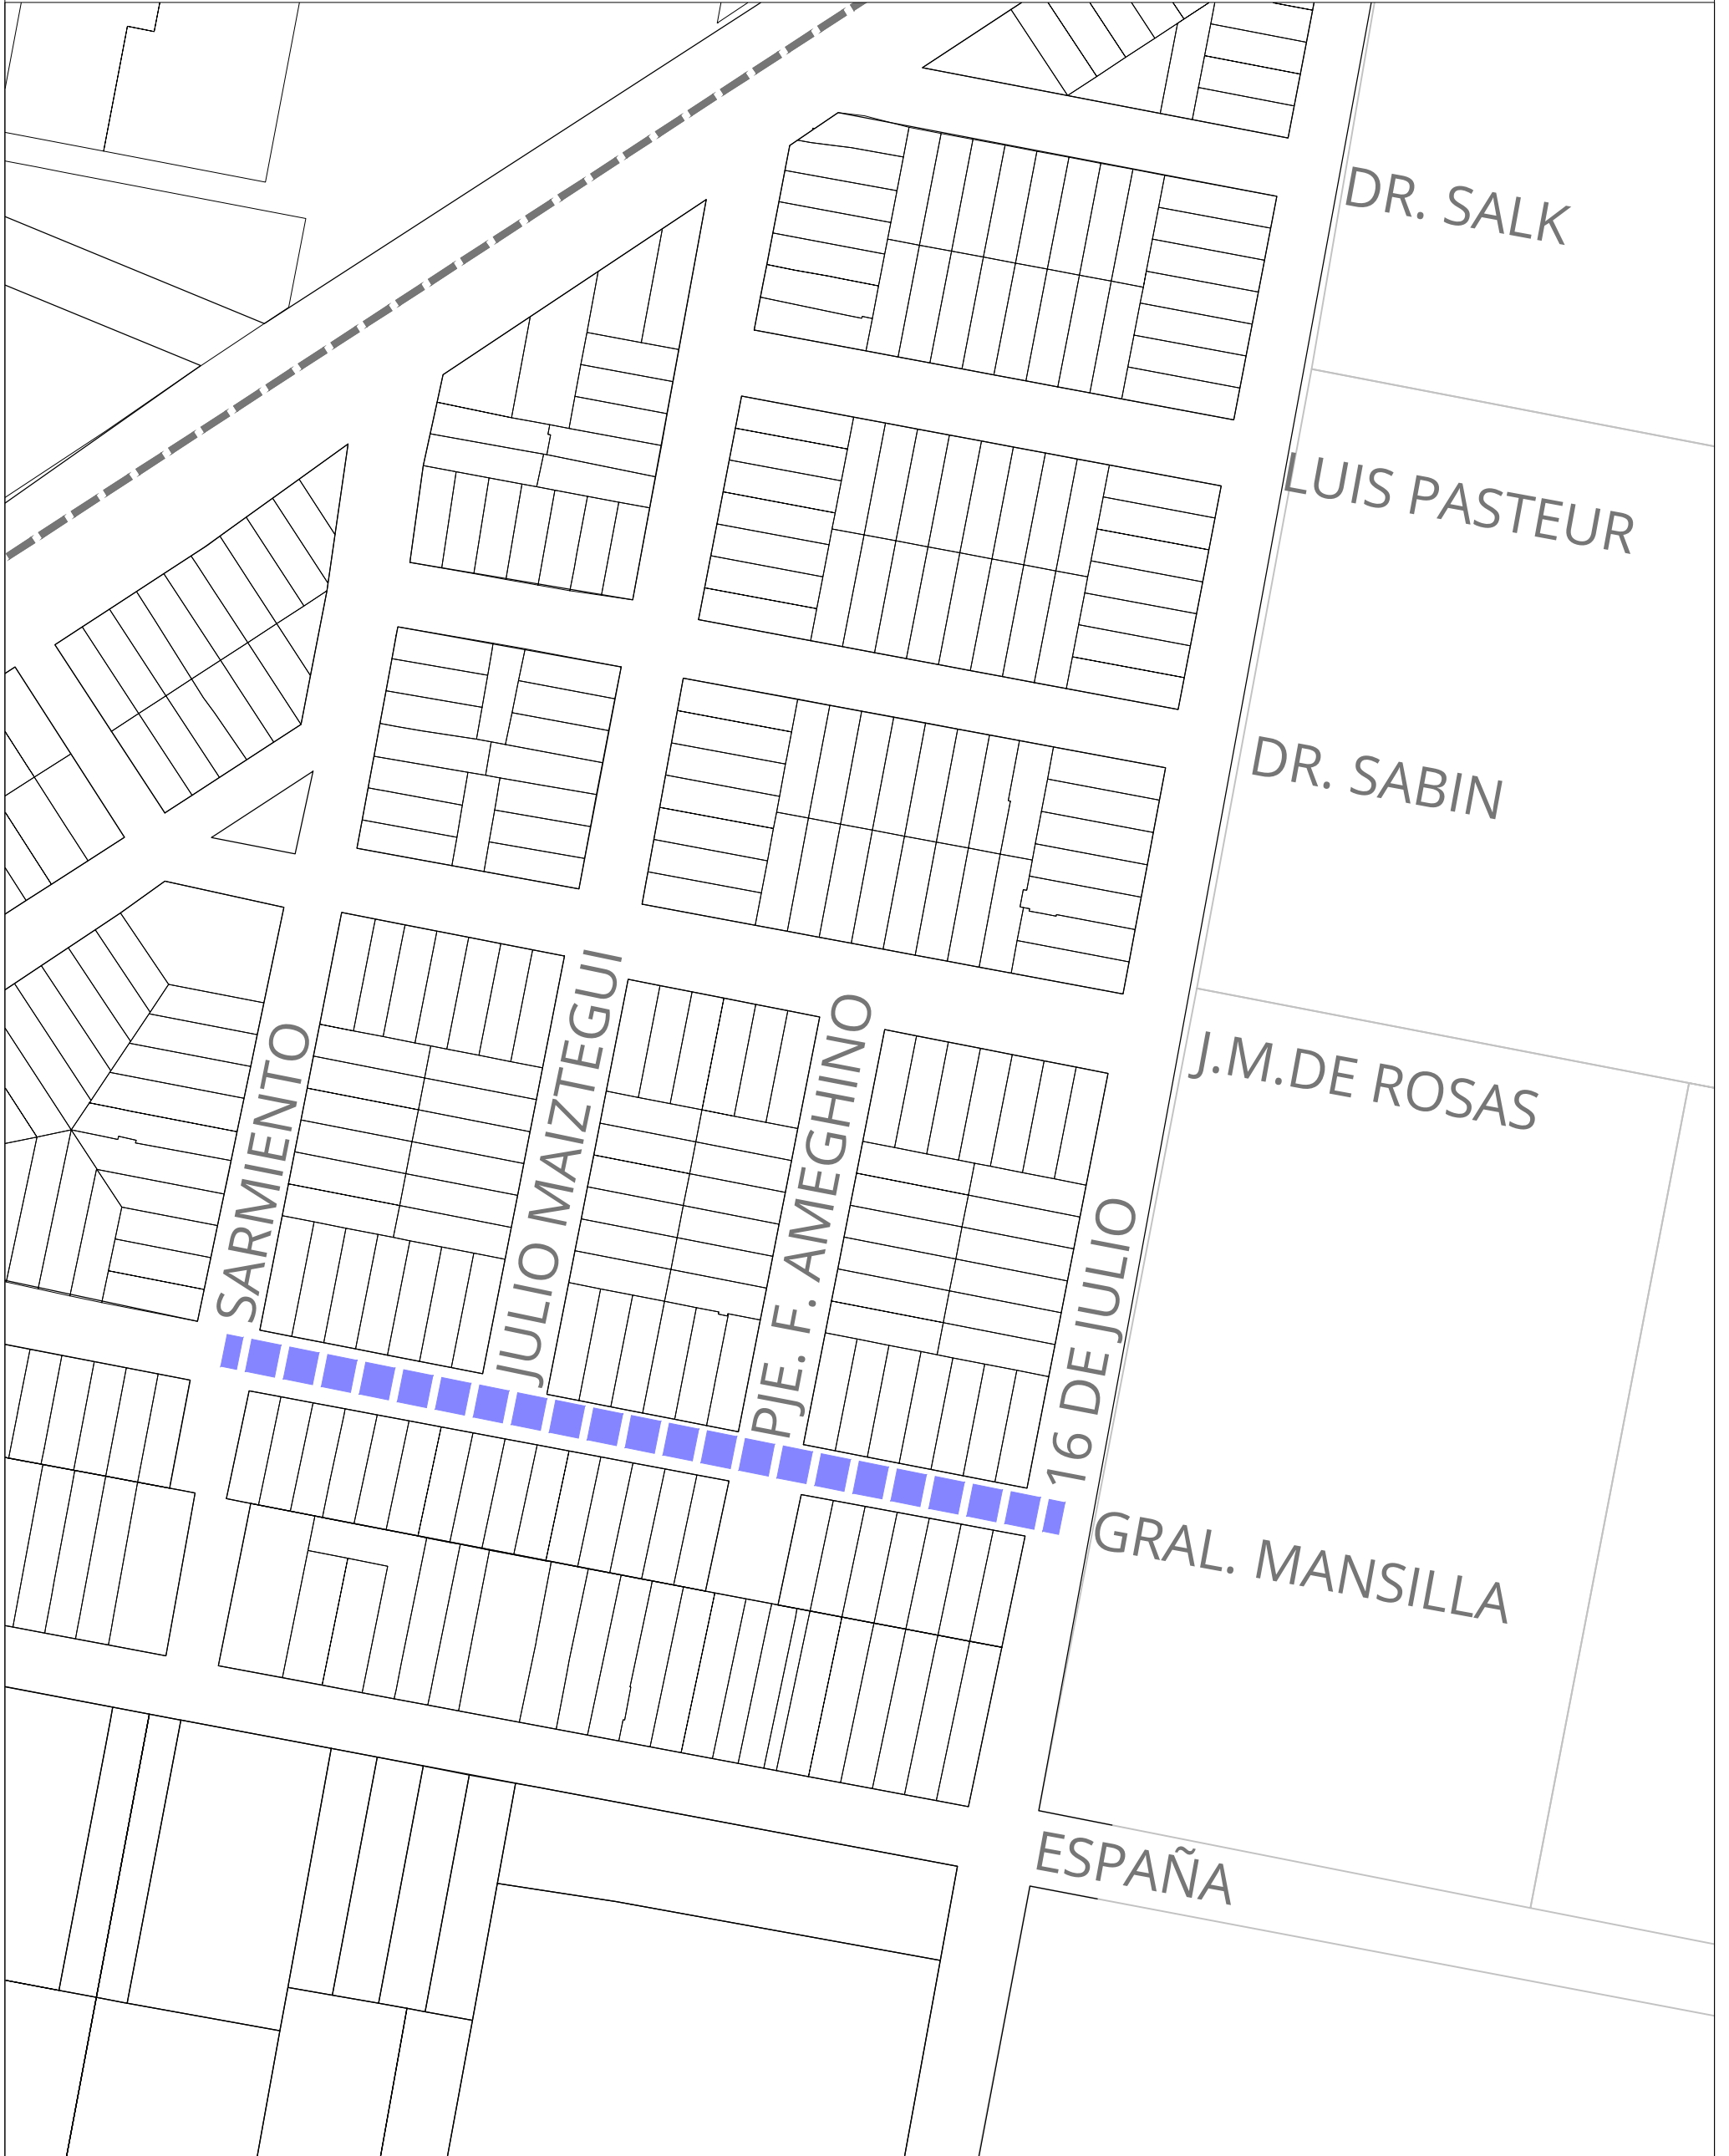 DR. SALK
LUIS PASTEUR
DR. SABIN
J.M.DE ROSAS
SARMIENTO
JULIO MAIZTEGUI
PJE. F. AMEGHINO
16 DE JULIO
GRAL. MANSILLA
ESPAÑA